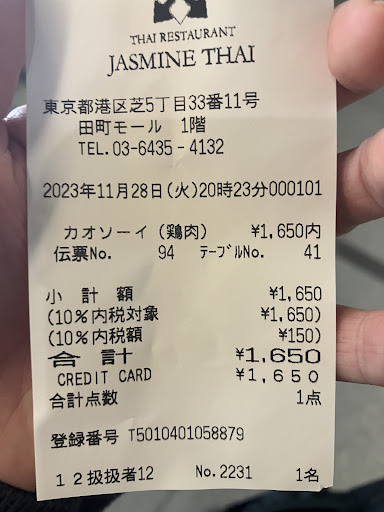 THAI RESTAURANT
JASMINE THAI
東京都港区芝5丁目33番11号
田町モール 1階
TEL.03-6435-4132
2023年11月28日(火)20時23分000101
カオソーイ(鶏肉) ¥1,650内
伝票No. 94 テーブルNo. 41
小計額 ¥1,650
(10%内税対象 ¥1,650)
(10%内税額 ¥150)
合計 ¥1,650
CREDIT CARD ¥1,650
合計点数 1点
登録番号 T5010401058879
12扱扱者12 No.2231 1名